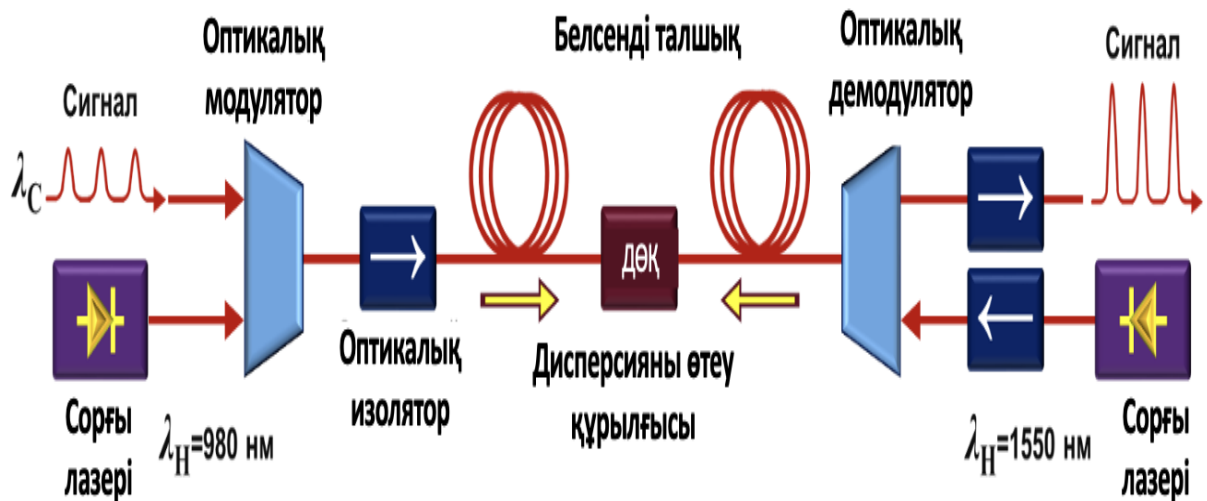 Оптикалық
модулятор
Белсенді талшық
Оптикалық
демодулятор
Сигнал
Сигнал
λC
ДӨҚ
Оптикалық
изолятор
Дисперсияны өтеу
құрылғысы
Сорғы
лазері
λH=980 нм
λH=1550 нм
Сорғы
лазері